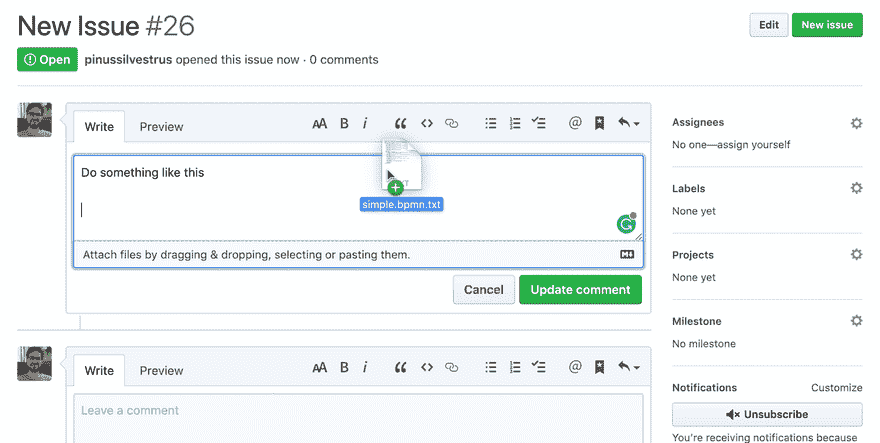 New Issue #26
Edit
New issue
Open
pinussilvestrus opened this issue now · 0 comments
Write
Preview
AA B i
Do something like this
simple.bpmn.txt
Attach files by dragging & dropping, selecting or pasting them.
Cancel
Update comment
Write
Preview
AA B i
Leave a comment
Assignees
No one—assign yourself
Labels
None yet
Projects
None yet
Milestone
No milestone
Notifications
Customize
Unsubscribe
You're receiving notifications because